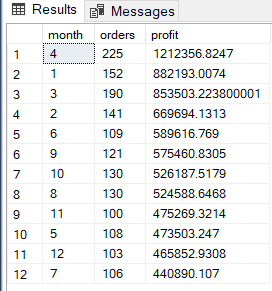 Results Messages
month orders profit
1 4 225 1212356.8247
2 1 152 882193.0074
3 3 190 853503.223800001
4 2 141 669694.1313
5 6 109 589616.769
6 9 121 575460.8305
7 10 130 526187.5179
8 8 130 524588.6468
9 11 100 475269.3214
10 5 108 473503.247
11 12 103 465852.9308
12 7 106 440890.107